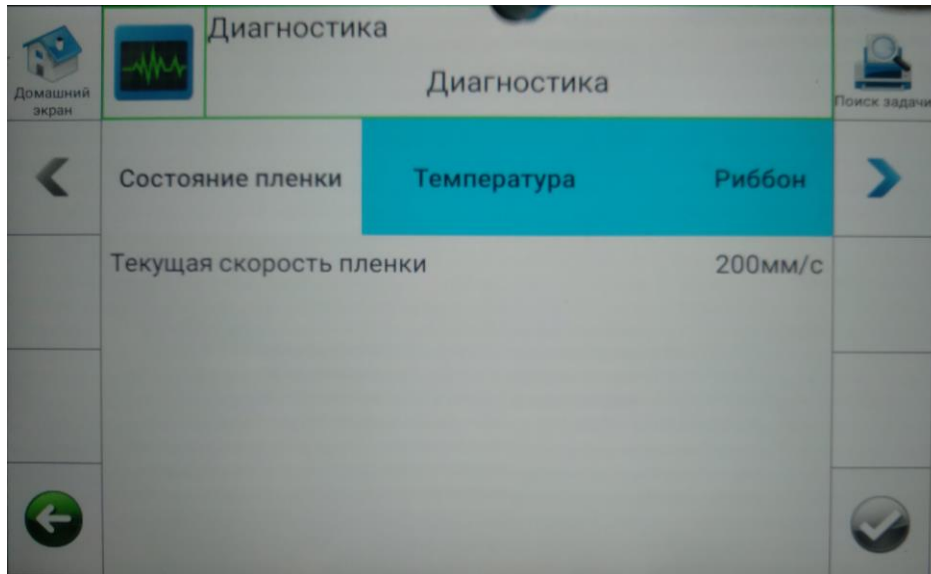 Диагностика
Диагностика
Домашний
экран
Поиск задачи
Состояние пленки
Температура
Риббон
Текущая скорость пленки
200мм/с